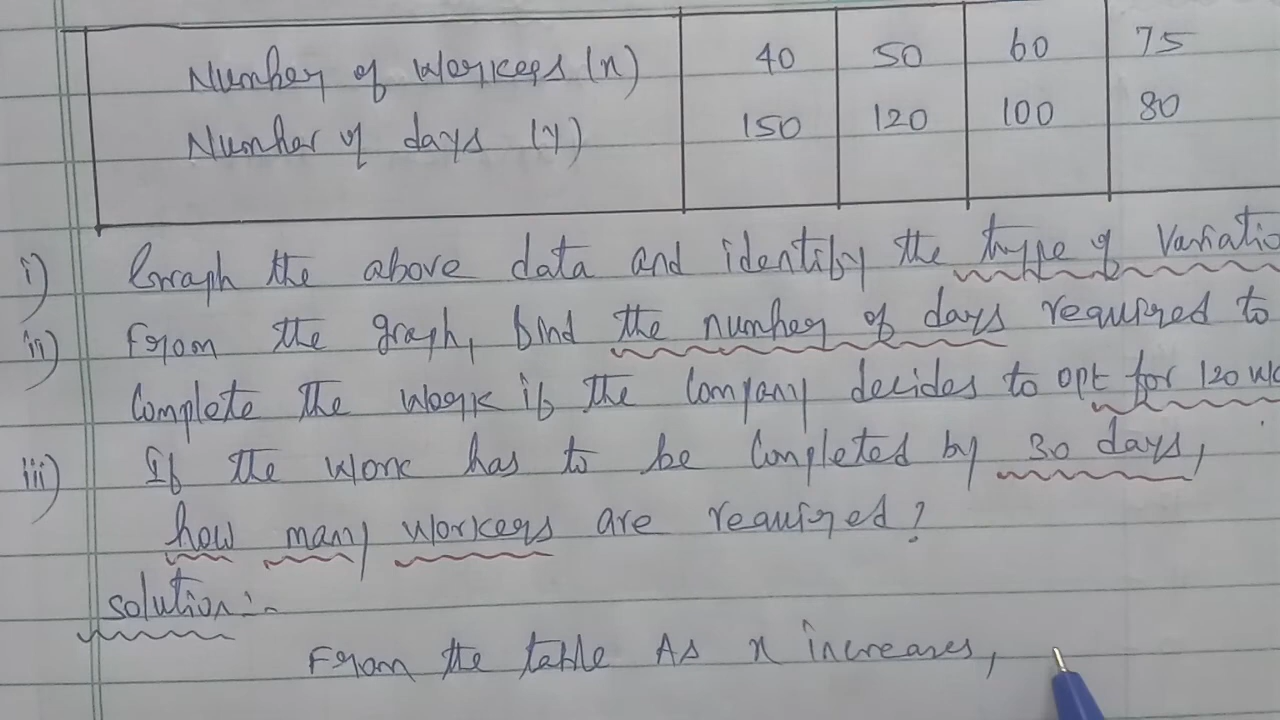 Number of workers (x) 40 50 60 75
Number of days (y) 150 120 100 80
i) Graph the above data and identify the type of Variatio
ii) From the graph, find the number of days required to
Complete the work if the Company decides to opt for 120 wo
iii) If the work has to be Completed by 30 days,
how many workers are required?
Solution:-
From the table As x increases,